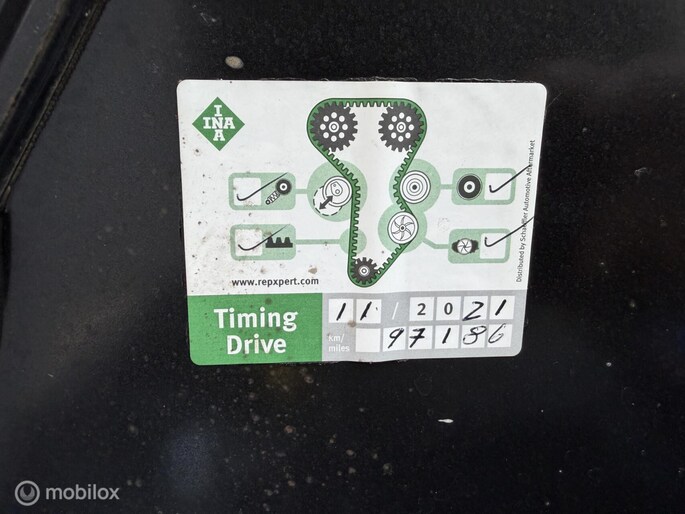 I
INA
A
www.repxpert.com
Distributed by Schaeffler Automotive Aftermarket
Timing
Drive
11/2021
km/
miles
97186
mobilox